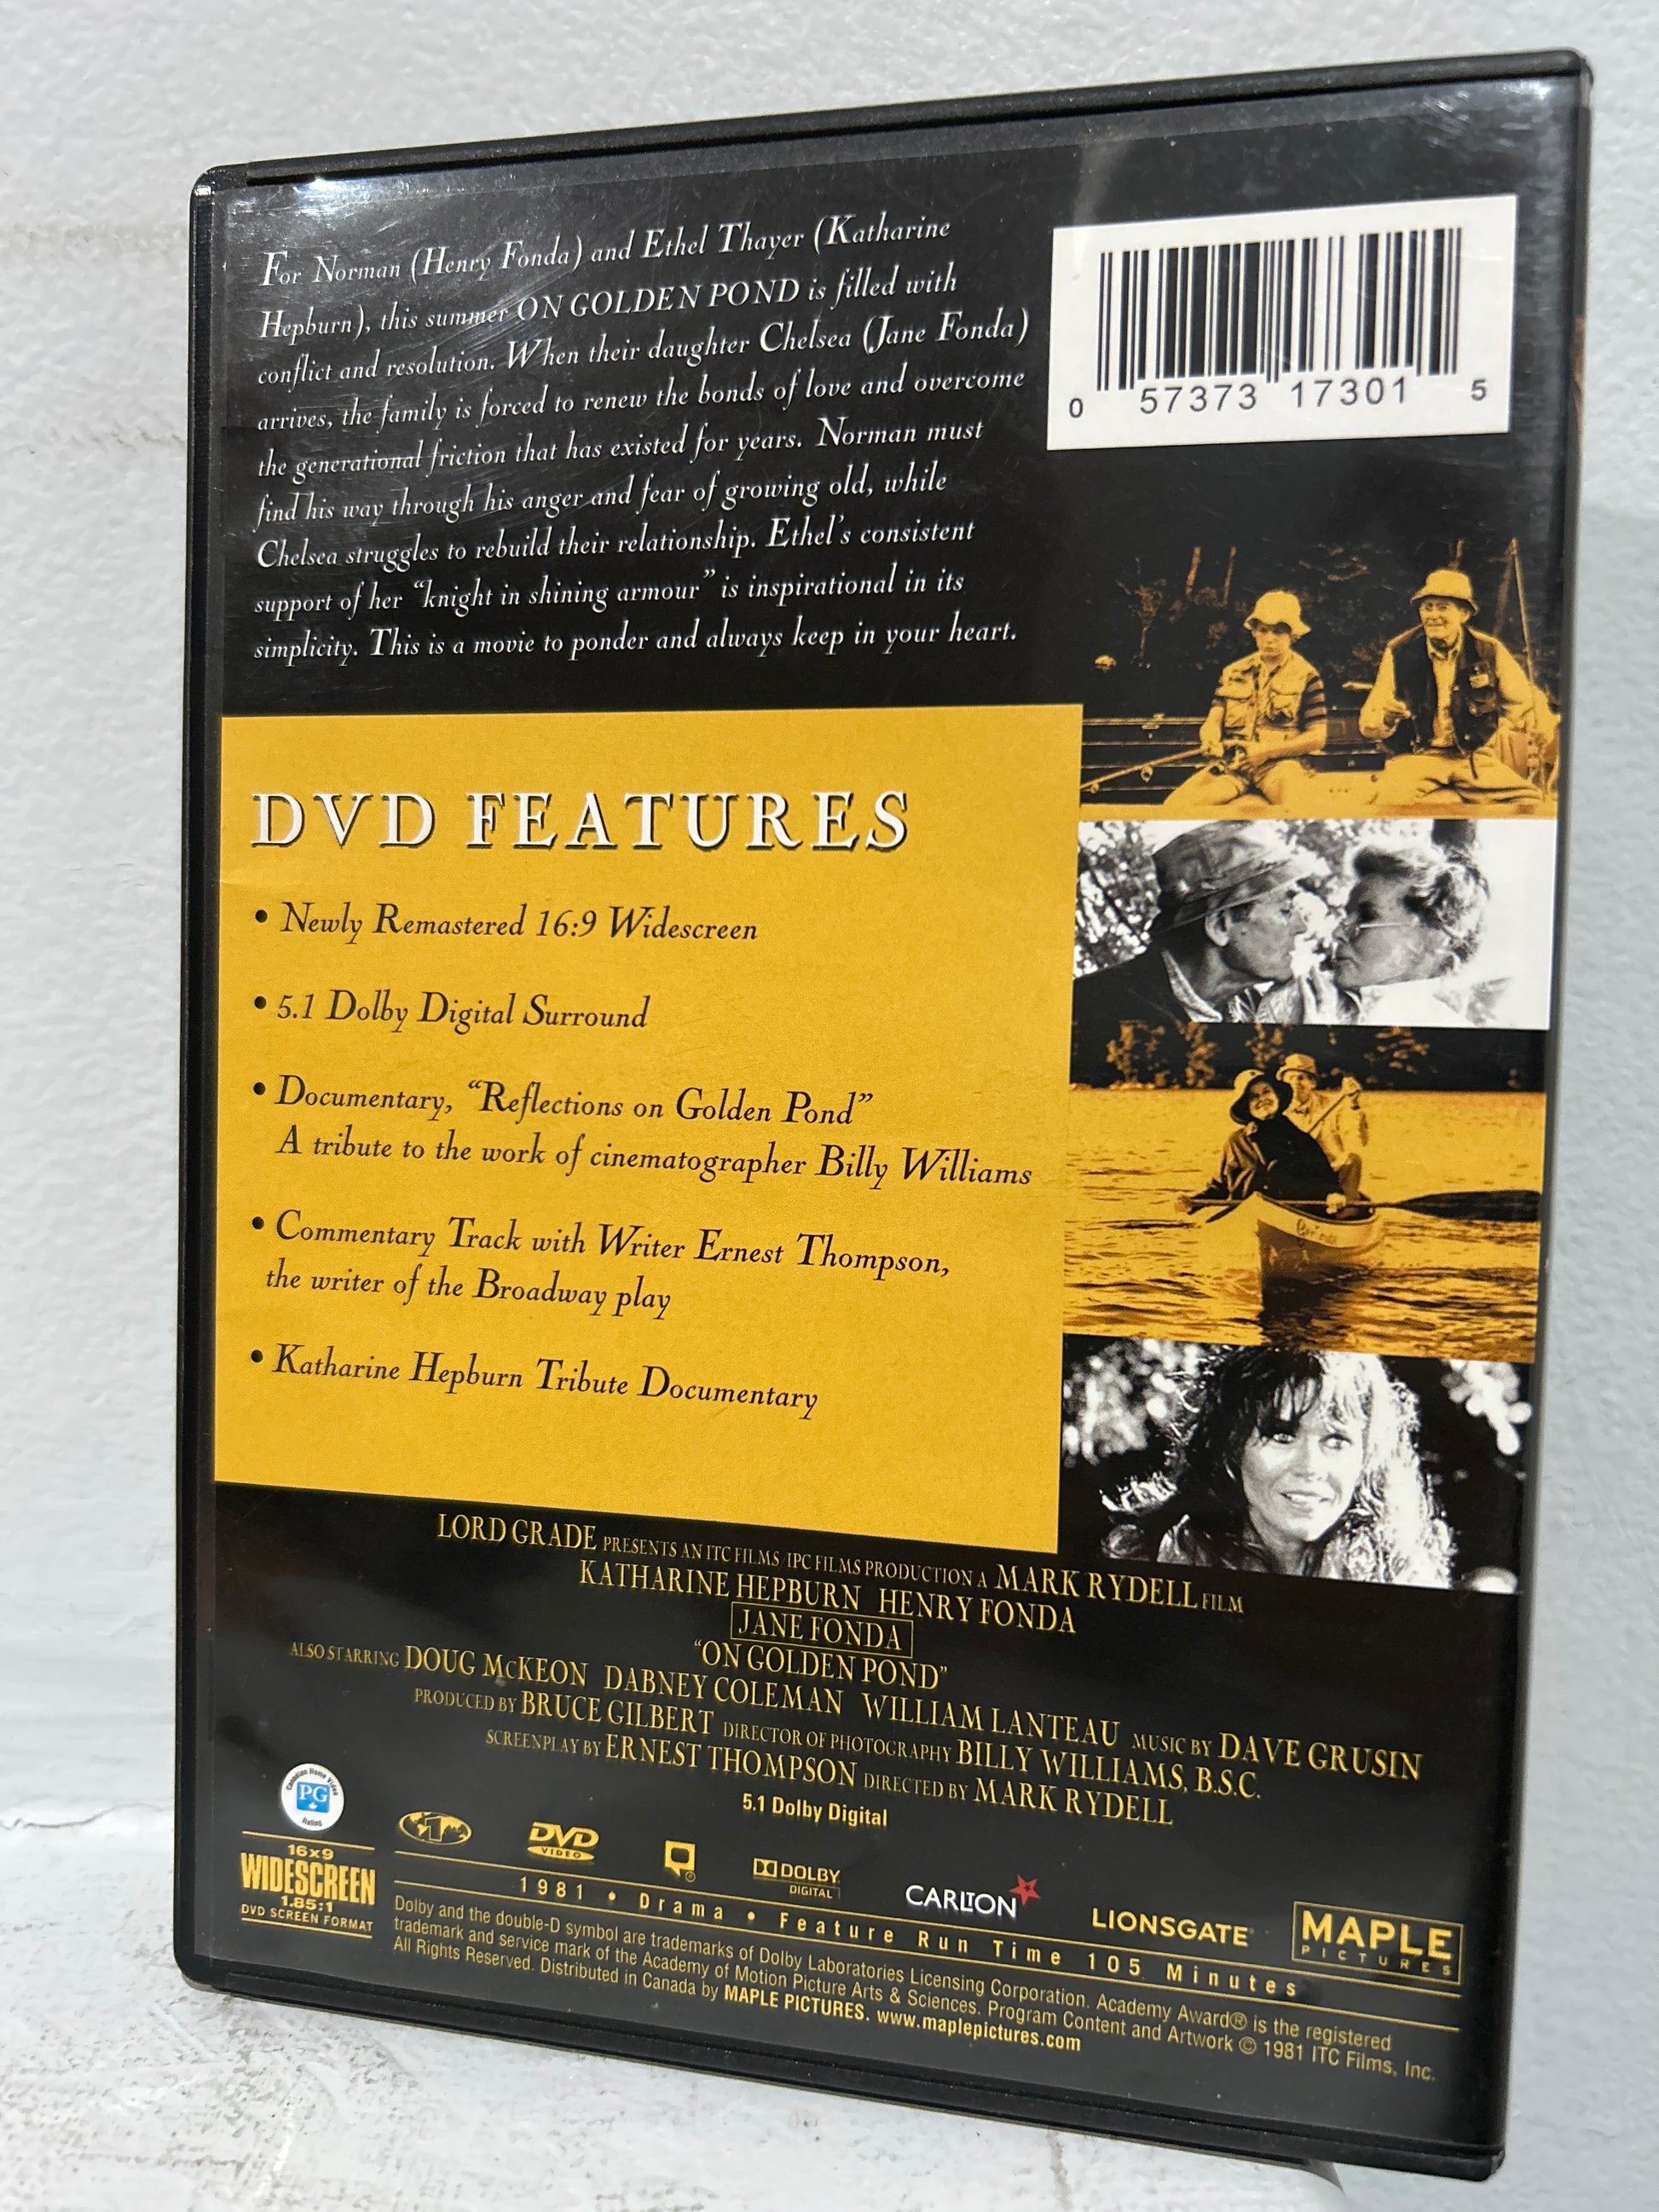 For Norman (Henry Fonda) and Ethel Thayer (Katharine
Hepburn), this summer ON GOLDEN POND is filled with
conflict and resolution. When their daughter Chelsea (Jane Fonda)
arrives, the family is forced to renew the bonds of love and overcome
the generational friction that has existed for years. Norman must
find his way through his anger and fear of growing old, while
Chelsea struggles to rebuild their relationship. Ethel's consistent
support of her “knight in shining armour” is inspirational in its
simplicity. This is a movie to ponder and always keep in your heart.
0 57373 17301 5
DVD FEATURES
• Newly Remastered 16:9 Widescreen
• 5.1 Dolby Digital Surround
• Documentary, “Reflections on Golden Pond”
A tribute to the work of cinematographer Billy Williams
• Commentary Track with Writer Ernest Thompson,
the writer of the Broadway play
• Katharine Hepburn Tribute Documentary
LORD GRADE PRESENTS AN ITC FILMS/IPC FILMS PRODUCTION A MARK RYDELL FILM
KATHARINE HEPBURN HENRY FONDA
JANE FONDA
“ON GOLDEN POND”
ALSO STARRING DOUG McKEON DABNEY COLEMAN WILLIAM LANTEAU MUSIC BY DAVE GRUSIN
PRODUCED BY BRUCE GILBERT DIRECTOR OF PHOTOGRAPHY BILLY WILLIAMS, B.S.C.
SCREENPLAY BY ERNEST THOMPSON DIRECTED BY MARK RYDELL
5.1 Dolby Digital
Canadian Home Video
PG
Rating
16x9
WIDESCREEN
1.85:1
DVD SCREEN FORMAT
1
DVD
VIDEO
DOLBY
DIGITAL
CARLTON
LIONSGATE
MAPLE
PICTURES
1981 • Drama • Feature Run Time 105 Minutes
Dolby and the double-D symbol are trademarks of Dolby Laboratories Licensing Corporation. Academy Award® is the registered
trademark and service mark of the Academy of Motion Picture Arts & Sciences. Program Content and Artwork © 1981 ITC Films, Inc.
All Rights Reserved. Distributed in Canada by MAPLE PICTURES. www.maplepictures.com